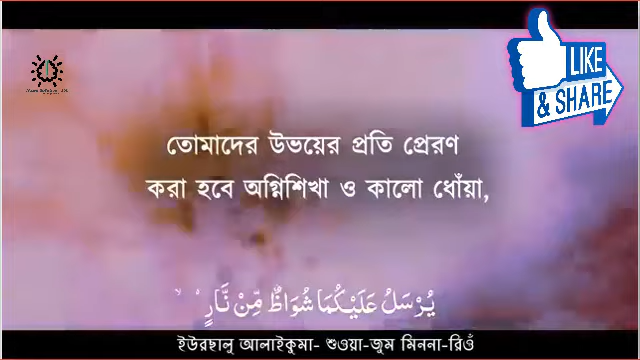 LIKE
& SHARE
তোমাদের উভয়ের প্রতি প্রেরণ
করা হবে অগ্নিশিখা ও কালো ধোঁয়া,
يُرْسَلُ عَلَيْكُمَا شُوَاظٌ مِّنْ نَّارٍ
ইউরছালু আলাইকুমা- শুওয়া-জুম মিননা-রিওঁ